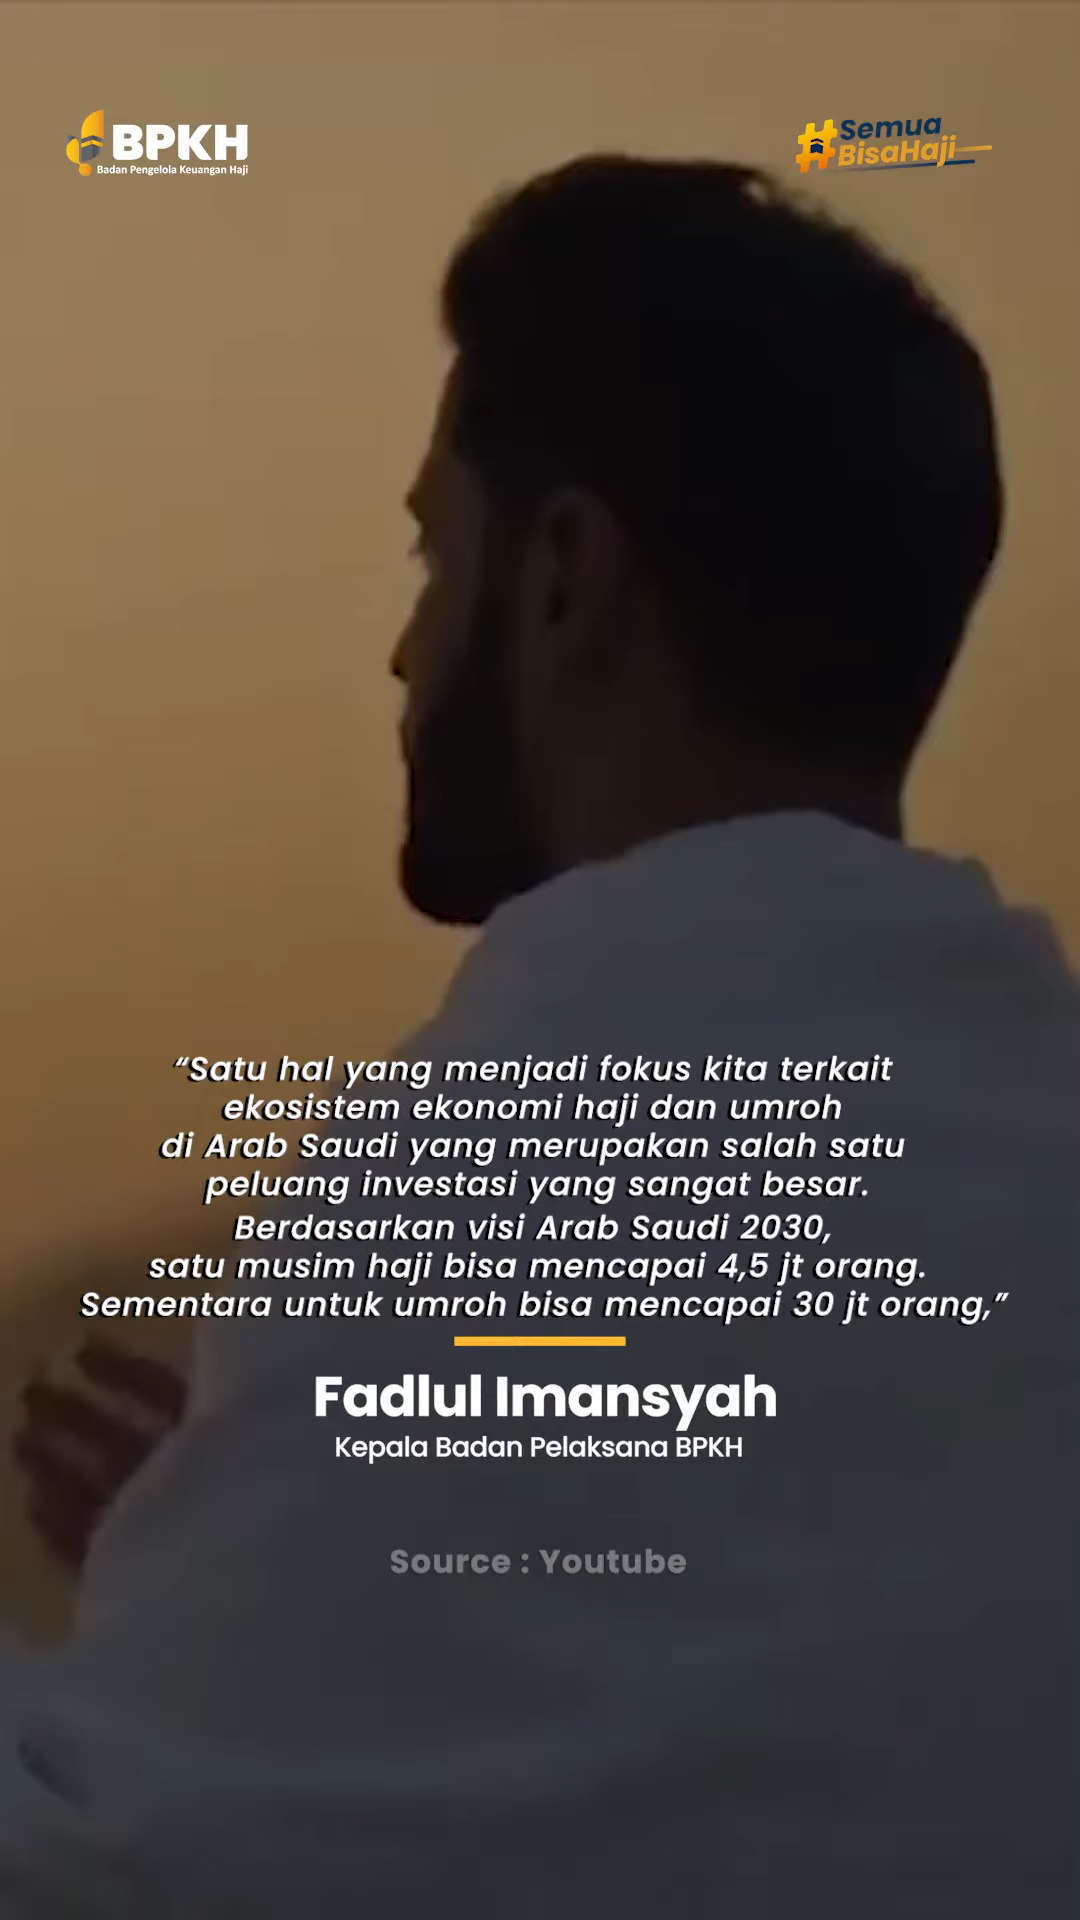 BPKH
Badan Pengelola Keuangan Haji
#Semua
BisaHaji
“Satu hal yang menjadi fokus kita terkait
ekosistem ekonomi haji dan umroh
di Arab Saudi yang merupakan salah satu
peluang investasi yang sangat besar.
Berdasarkan visi Arab Saudi 2030,
satu musim haji bisa mencapai 4,5 jt orang.
Sementara untuk umroh bisa mencapai 30 jt orang,”
Fadlul Imansyah
Kepala Badan Pelaksana BPKH
Source : Youtube